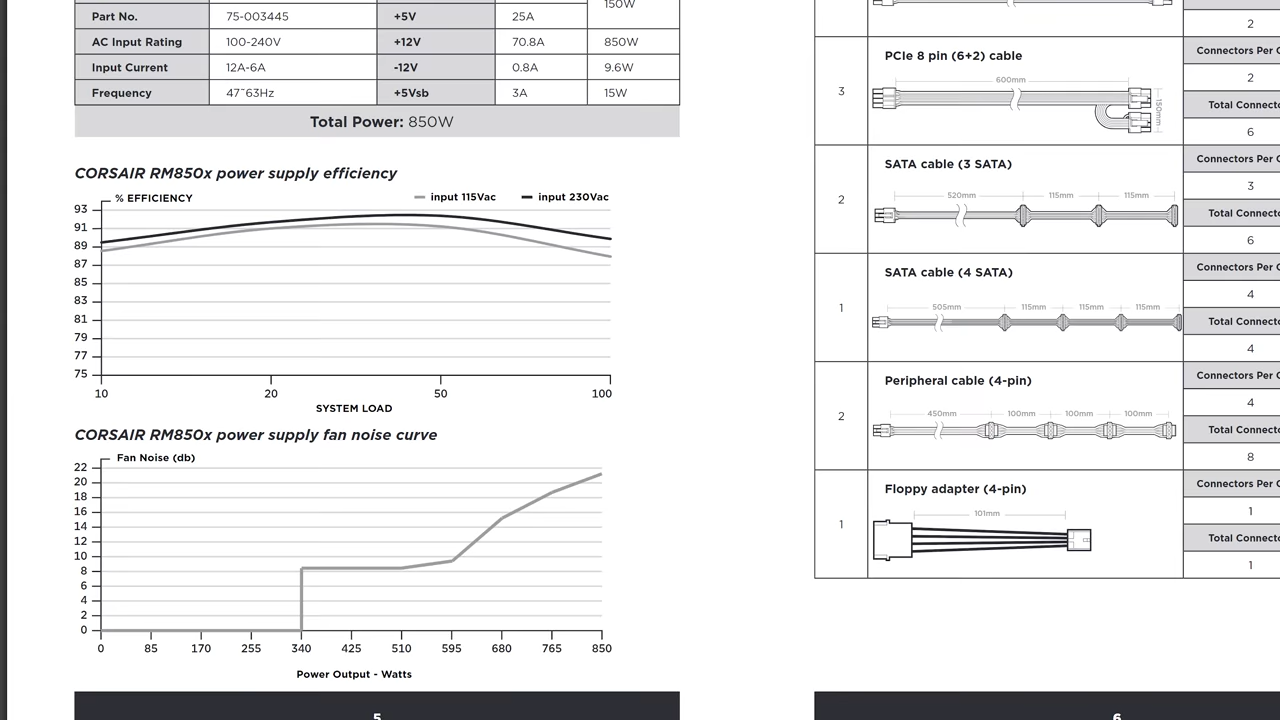 150W
Part No. 75-003445 +5V 25A
AC Input Rating 100-240V +12V 70.8A 850W
Input Current 12A-6A -12V 0.8A 9.6W
Frequency 47~63Hz +5Vsb 3A 15W
Total Power: 850W
CORSAIR RM850x power supply efficiency
% EFFICIENCY input 115Vac input 230Vac
93
91
89
87
85
83
81
79
77
75
10 20 50 100
SYSTEM LOAD
CORSAIR RM850x power supply fan noise curve
Fan Noise (db)
22
20
18
16
14
12
10
8
6
4
2
0
0 85 170 255 340 425 510 595 680 765 850
Power Output - Watts
5
2
3
PCIe 8 pin (6+2) cable
600mm
150mm
Connectors Per C
2
Total Connecto
6
2
SATA cable (3 SATA)
520mm 115mm 115mm
Connectors Per C
3
Total Connecto
6
1
SATA cable (4 SATA)
505mm 115mm 115mm 115mm
Connectors Per C
4
Total Connecto
4
2
Peripheral cable (4-pin)
450mm 100mm 100mm 100mm
Connectors Per C
4
Total Connecto
8
1
Floppy adapter (4-pin)
101mm
Connectors Per C
1
Total Connecto
1
6